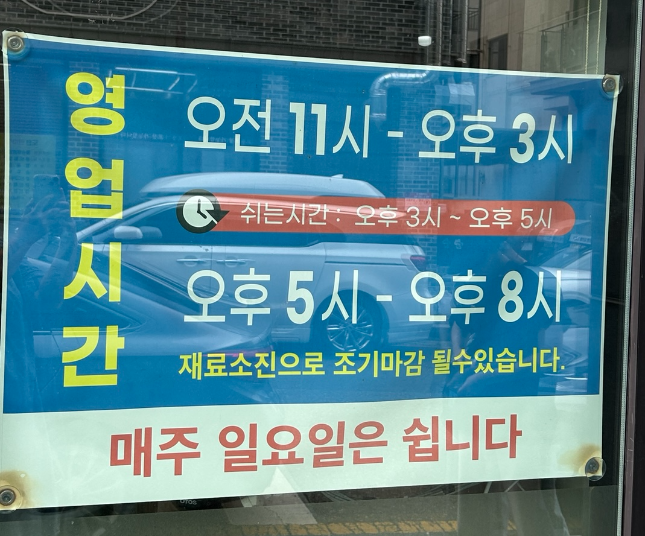 영업시간
오전 11시 - 오후 3시
쉬는시간 : 오후 3시 ~ 오후 5시
오후 5시 - 오후 8시
재료소진으로 조기마감 될수있습니다.
매주 일요일은 쉽니다